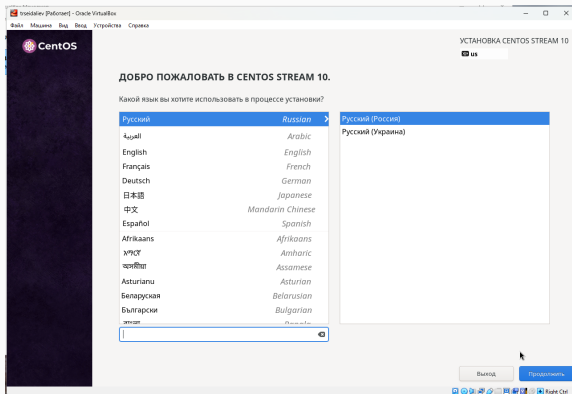 trseidaliev [Работает] - Oracle VirtualBox
Файл Машина Вид Ввод Устройства Справка
CentOS
УСТАНОВКА CENTOS STREAM 10
us
ДОБРО ПОЖАЛОВАТЬ В CENTOS STREAM 10.
Какой язык вы хотите использовать в процессе установки?
Русский Russian
العربية Arabic
English English
Français French
Deutsch German
日本語 Japanese
中文 Mandarin Chinese
Español Spanish
Afrikaans Afrikaans
አማርኛ Amharic
অসমীয়া Assamese
Asturianu Asturian
Беларуская Belarusian
Български Bulgarian
Русский (Россия)
Русский (Украина)
Выход
Продолжить
Right Ctrl